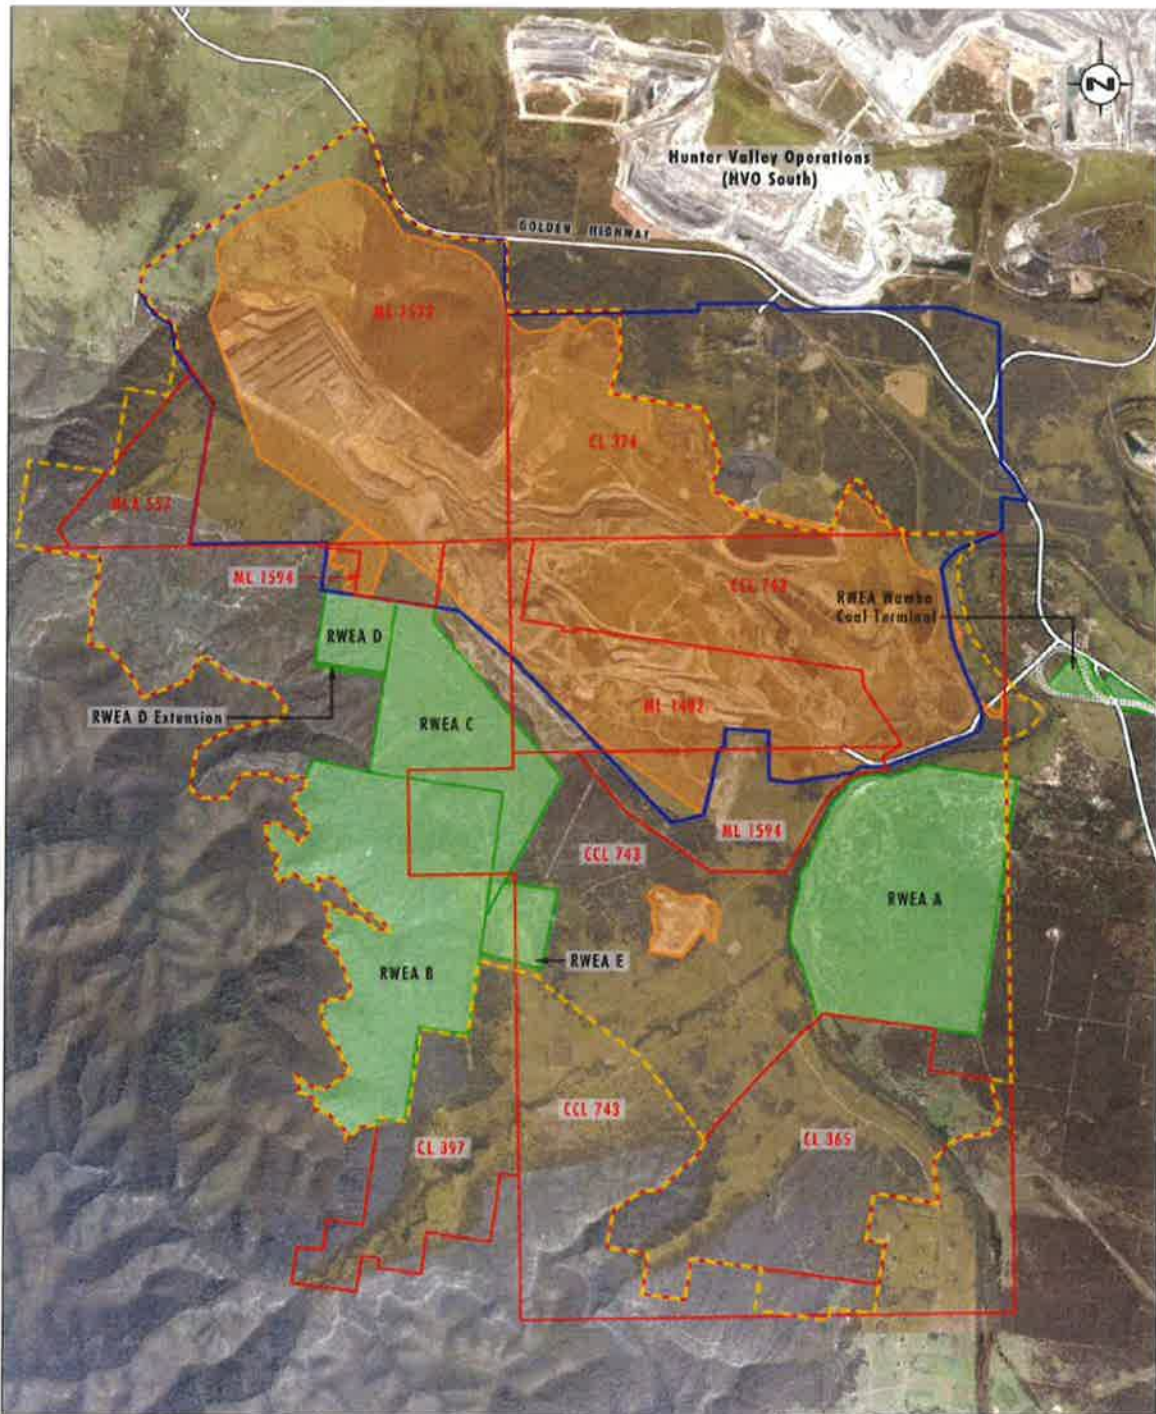 N
Hunter Valley Operations
(HVO South)
GOLDEN HIGHWAY
CL 374
ML 1594
CCL 742
RWEA Wambo
Coal Terminal
RWEA D
RWEA D Extension
RWEA C
ML 1402
ML 1594
CCL 743
RWEA A
RWEA B
RWEA E
CCL 743
CL 397
CL 365